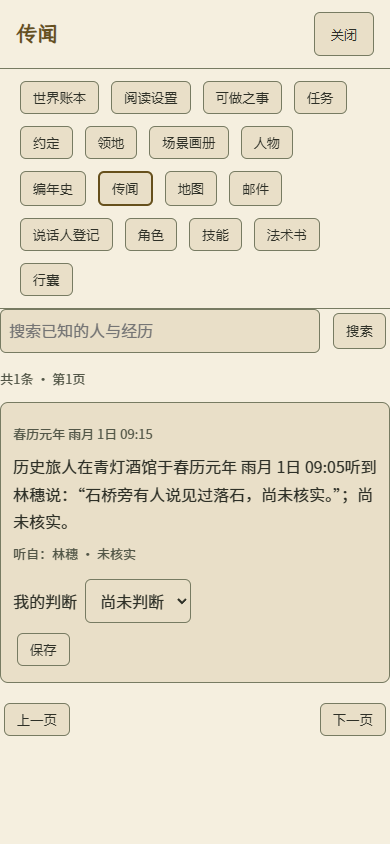 传闻
关闭
世界账本 阅读设置 可做之事 任务
约定 领地 场景画册 人物
编年史 传闻 地图 邮件
说话人登记 角色 技能 法术书
行囊
搜索已知的人与经历 搜索
共1条 · 第1页
春历元年 雨月 1日 09:15
历史旅人在青灯酒馆于春历元年 雨月 1日 09:05听到
林穗说：“石桥旁有人说见过落石，尚未核实。”；尚
未核实。
听自：林穗 · 未核实
我的判断 尚未判断
保存
上一页 下一页